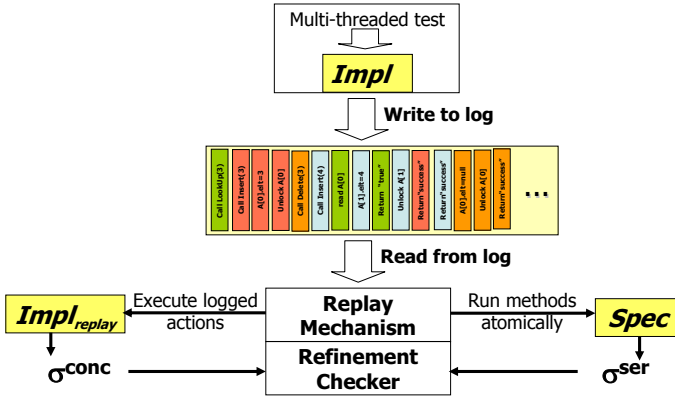 Multi-threaded test
Impl
Write to log
Call LookUp(3)
Call Insert(3)
A[0].elt=3
Unlock A[0]
Call Delete(3)
Call Insert(4)
read A[0]
A[1].elt=4
Return "true"
Unlock A[1]
Return"success"
Return"success"
A[0].elt=null
Unlock A[0]
Return"success"
...
Read from log
Implreplay
Execute logged
actions
Replay
Mechanism
Run methods
atomically
Spec
σconc
Refinement
Checker
σser